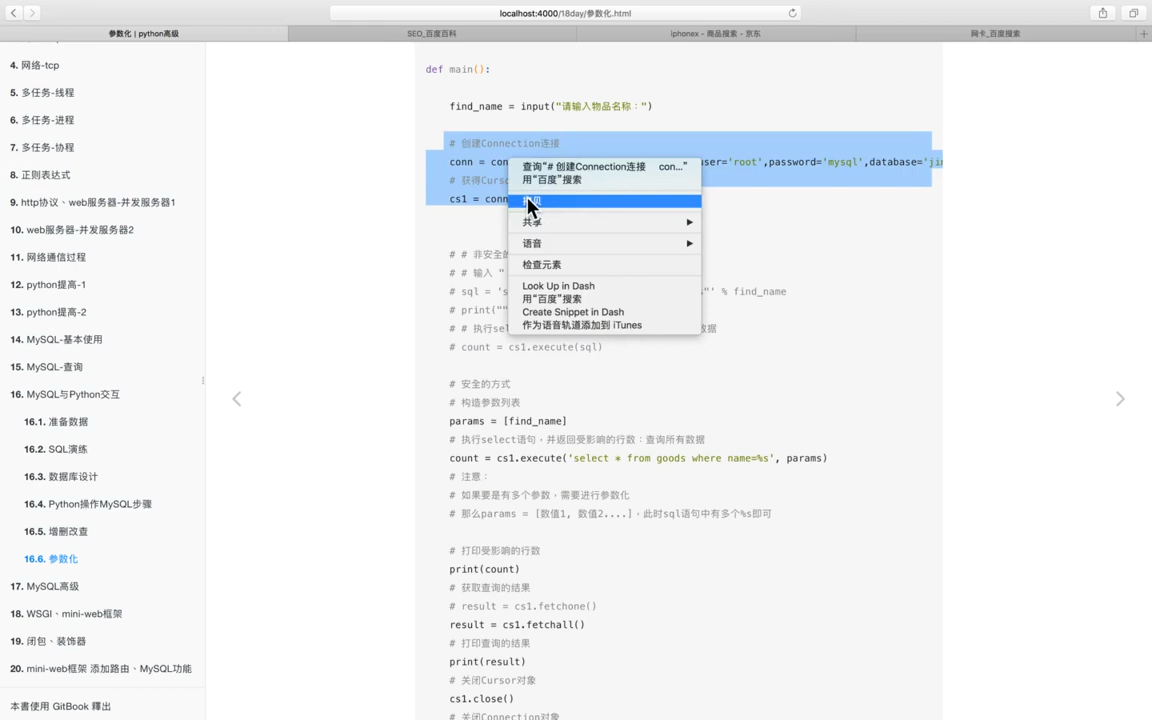 localhost:4000/18day/参数化.html
参数化 | python高级
SEO_百度百科
iphonex - 商品搜索 - 京东
网卡_百度搜索
4. 网络-tcp
5. 多任务-线程
6. 多任务-进程
7. 多任务-协程
8. 正则表达式
9. http协议、web服务器-并发服务器1
10. web服务器-并发服务器2
11. 网络通信过程
12. python提高-1
13. python提高-2
14. MySQL-基本使用
15. MySQL-查询
16. MySQL与Python交互
16.1. 准备数据
16.2. SQL演练
16.3. 数据库设计
16.4. Python操作MySQL步骤
16.5. 增删改查
16.6. 参数化
17. MySQL高级
18. WSGI、mini-web框架
19. 闭包、装饰器
20. mini-web框架 添加路由、MySQL功能
本書使用 GitBook 釋出
def main():
find_name = input("请输入物品名称：")
# 创建Connection连接
conn = con
ser='root',password='mysql',database='jin
# 获得Curs
cs1 = conn
# # 非安全的
# # 输入 "
# sql = 's
"' % find_name
# print(""
# # 执行sel
数据
# count = cs1.execute(sql)
# 安全的方式
# 构造参数列表
params = [find_name]
# 执行select语句，并返回受影响的行数：查询所有数据
count = cs1.execute('select * from goods where name=%s', params)
# 注意：
# 如果要是有多个参数，需要进行参数化
# 那么params = [数值1, 数值2....]，此时sql语句中有多个%s即可
# 打印受影响的行数
print(count)
# 获取查询的结果
# result = cs1.fetchone()
result = cs1.fetchall()
# 打印查询的结果
print(result)
# 关闭Cursor对象
cs1.close()
# 关闭Connection对象
查询“# 创建Connection连接 con...”
用“百度”搜索
共享
语音
检查元素
Look Up in Dash
用“百度”搜索
Create Snippet in Dash
作为语音轨道添加到 iTunes